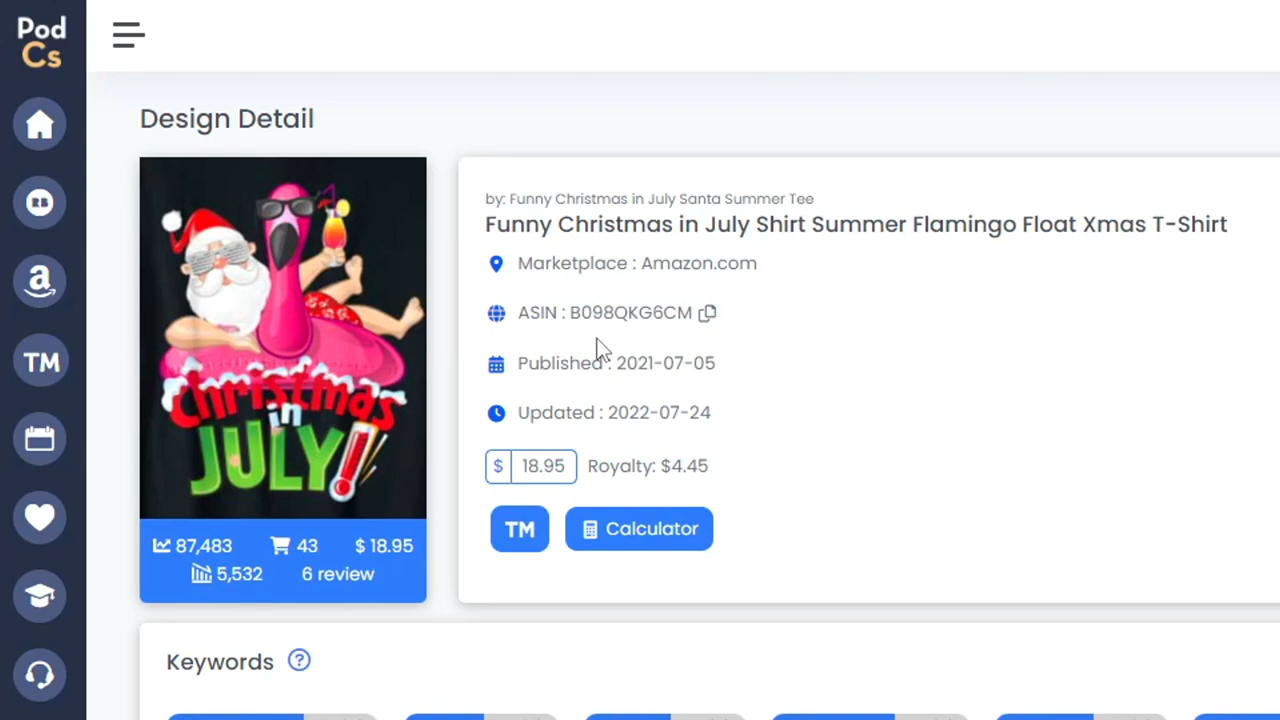 Pod
Cs
RB
a
TM
Design Detail
Christmas
in
JULY!
87,483 43 $ 18.95
5,532 6 review
by: Funny Christmas in July Santa Summer Tee
Funny Christmas in July Shirt Summer Flamingo Float Xmas T-Shirt
Marketplace : Amazon.com
ASIN : B098QKG6CM
Published : 2021-07-05
Updated : 2022-07-24
$ 18.95 Royalty: $4.45
TM Calculator
Keywords ?